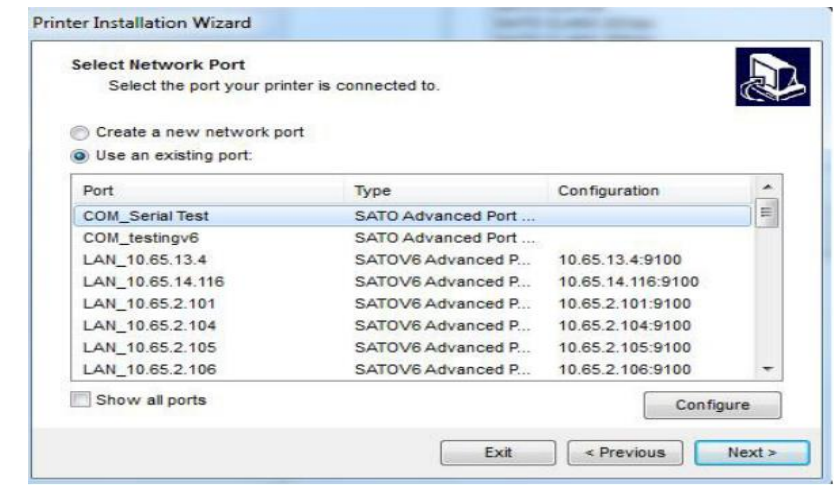 Printer Installation Wizard
Select Network Port
Select the port your printer is connected to.
Create a new network port
Use an existing port:
Port Type Configuration
COM_Serial Test SATO Advanced Port ...
COM_testingv6 SATO Advanced Port ...
LAN_10.65.13.4 SATOV6 Advanced P... 10.65.13.4:9100
LAN_10.65.14.116 SATOV6 Advanced P... 10.65.14.116:9100
LAN_10.65.2.101 SATOV6 Advanced P... 10.65.2.101:9100
LAN_10.65.2.104 SATOV6 Advanced P... 10.65.2.104:9100
LAN_10.65.2.105 SATOV6 Advanced P... 10.65.2.105:9100
LAN_10.65.2.106 SATOV6 Advanced P... 10.65.2.106:9100
Show all ports
Configure
Exit < Previous Next >